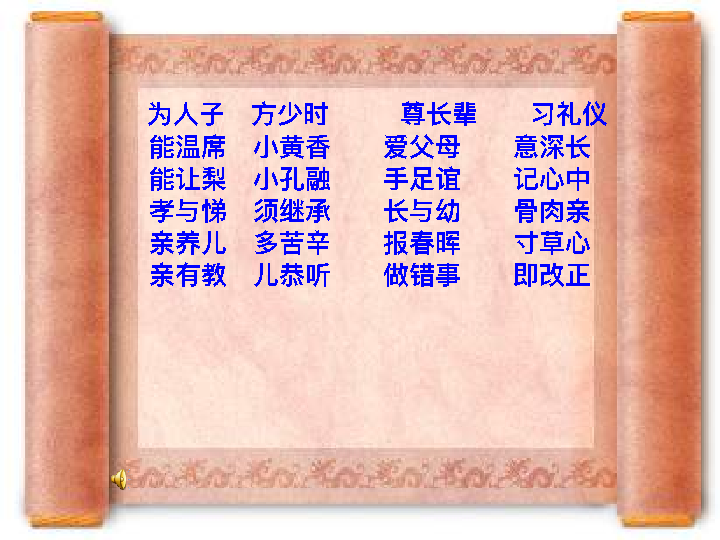 为人子 方少时 尊长辈 习礼仪
能温席 小黄香 爱父母 意深长
能让梨 小孔融 手足谊 记心中
孝与悌 须继承 长与幼 骨肉亲
亲养儿 多苦辛 报春晖 寸草心
亲有教 儿恭听 做错事 即改正